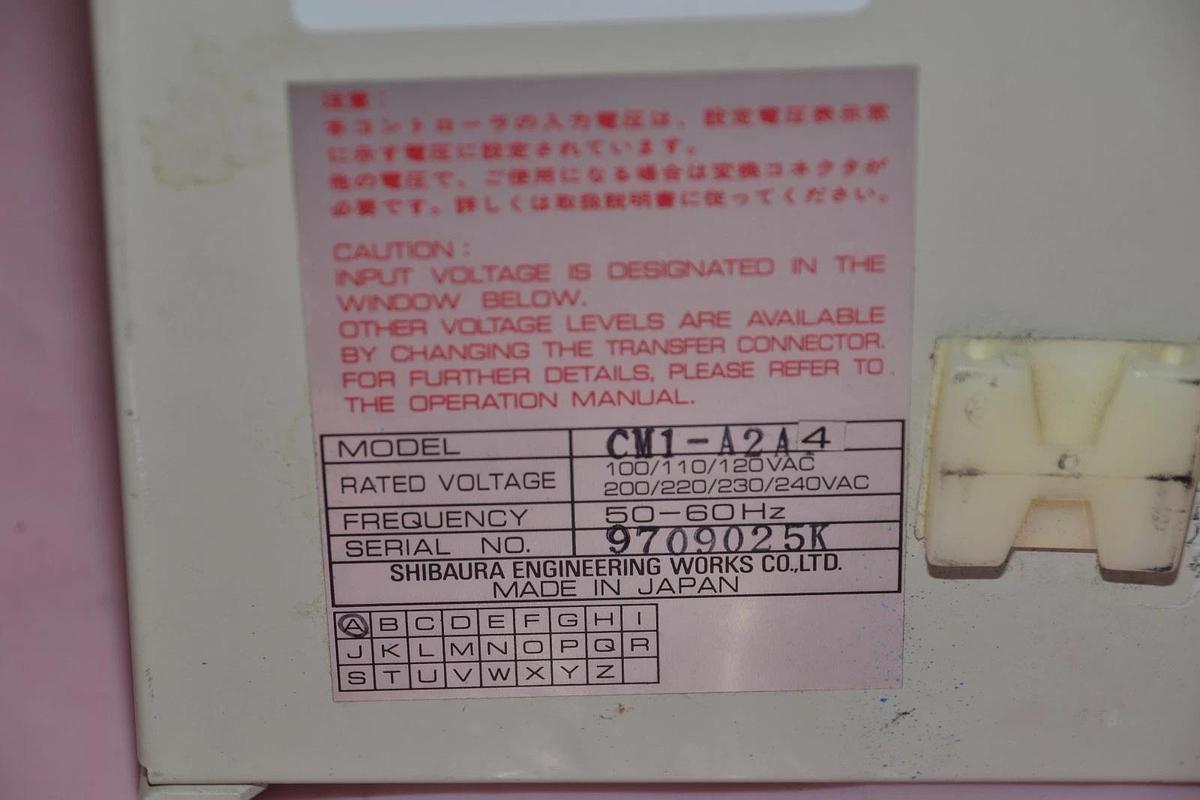 注意:
本コントローラの入力電圧は、設定電圧表示窓
に示す電圧に設定されています。
他の電圧で、ご使用になる場合は変換コネクタが
必要です。詳しくは取扱説明書に従ってください。
CAUTION:
INPUT VOLTAGE IS DESIGNATED IN THE
WINDOW BELOW.
OTHER VOLTAGE LEVELS ARE AVAILABLE
BY CHANGING THE TRANSFER CONNECTOR.
FOR FURTHER DETAILS, PLEASE REFER TO
THE OPERATION MANUAL.
MODEL CM1-A2A4
RATED VOLTAGE 100/110/120VAC
200/220/230/240VAC
FREQUENCY 50-60Hz
SERIAL NO. 9709025K
SHIBAURA ENGINEERING WORKS CO.,LTD.
MADE IN JAPAN
A B C D E F G H I
J K L M N O P Q R
S T U V W X Y Z